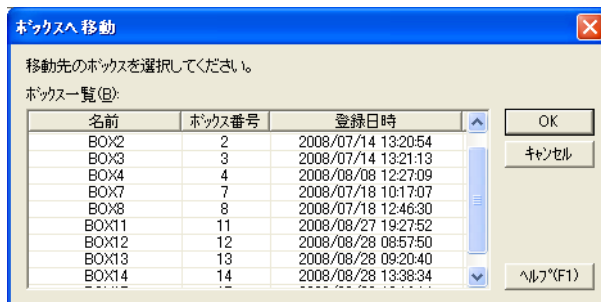 ボックスへ移動
移動先のボックスを選択してください。
ボックス一覧(B):
名前 ボックス番号 登録日時
BOX2 2 2008/07/14 13:20:54
BOX3 3 2008/07/14 13:21:13
BOX4 4 2008/08/08 12:27:09
BOX7 7 2008/07/18 10:17:07
BOX8 8 2008/07/18 12:46:30
BOX11 11 2008/08/27 19:27:52
BOX12 12 2008/08/28 08:57:50
BOX13 13 2008/08/28 09:20:40
BOX14 14 2008/08/28 13:38:34
OK
キャンセル
ヘルプ(F1)